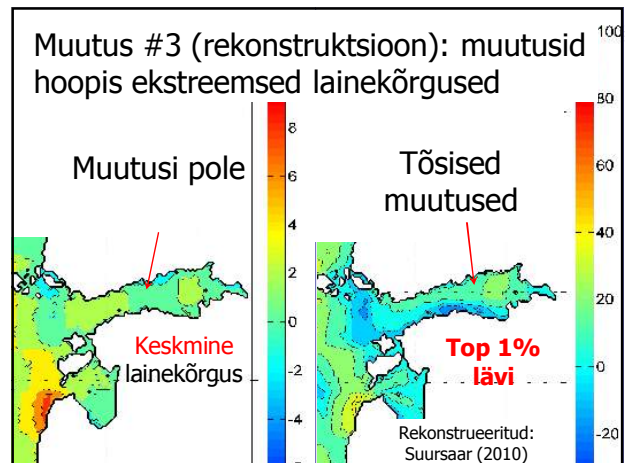 Muutus #3 (rekonstruktsioon): muutusid
hoopis ekstreemsed lainekõrgused
Muutusi pole
Keskmine
lainekõrgus
8
6
4
2
0
-2
-4
Tõsised
muutused
Top 1%
lävi
Rekonstrueeritud:
Suursaar (2010)
100
80
60
40
20
0
-20